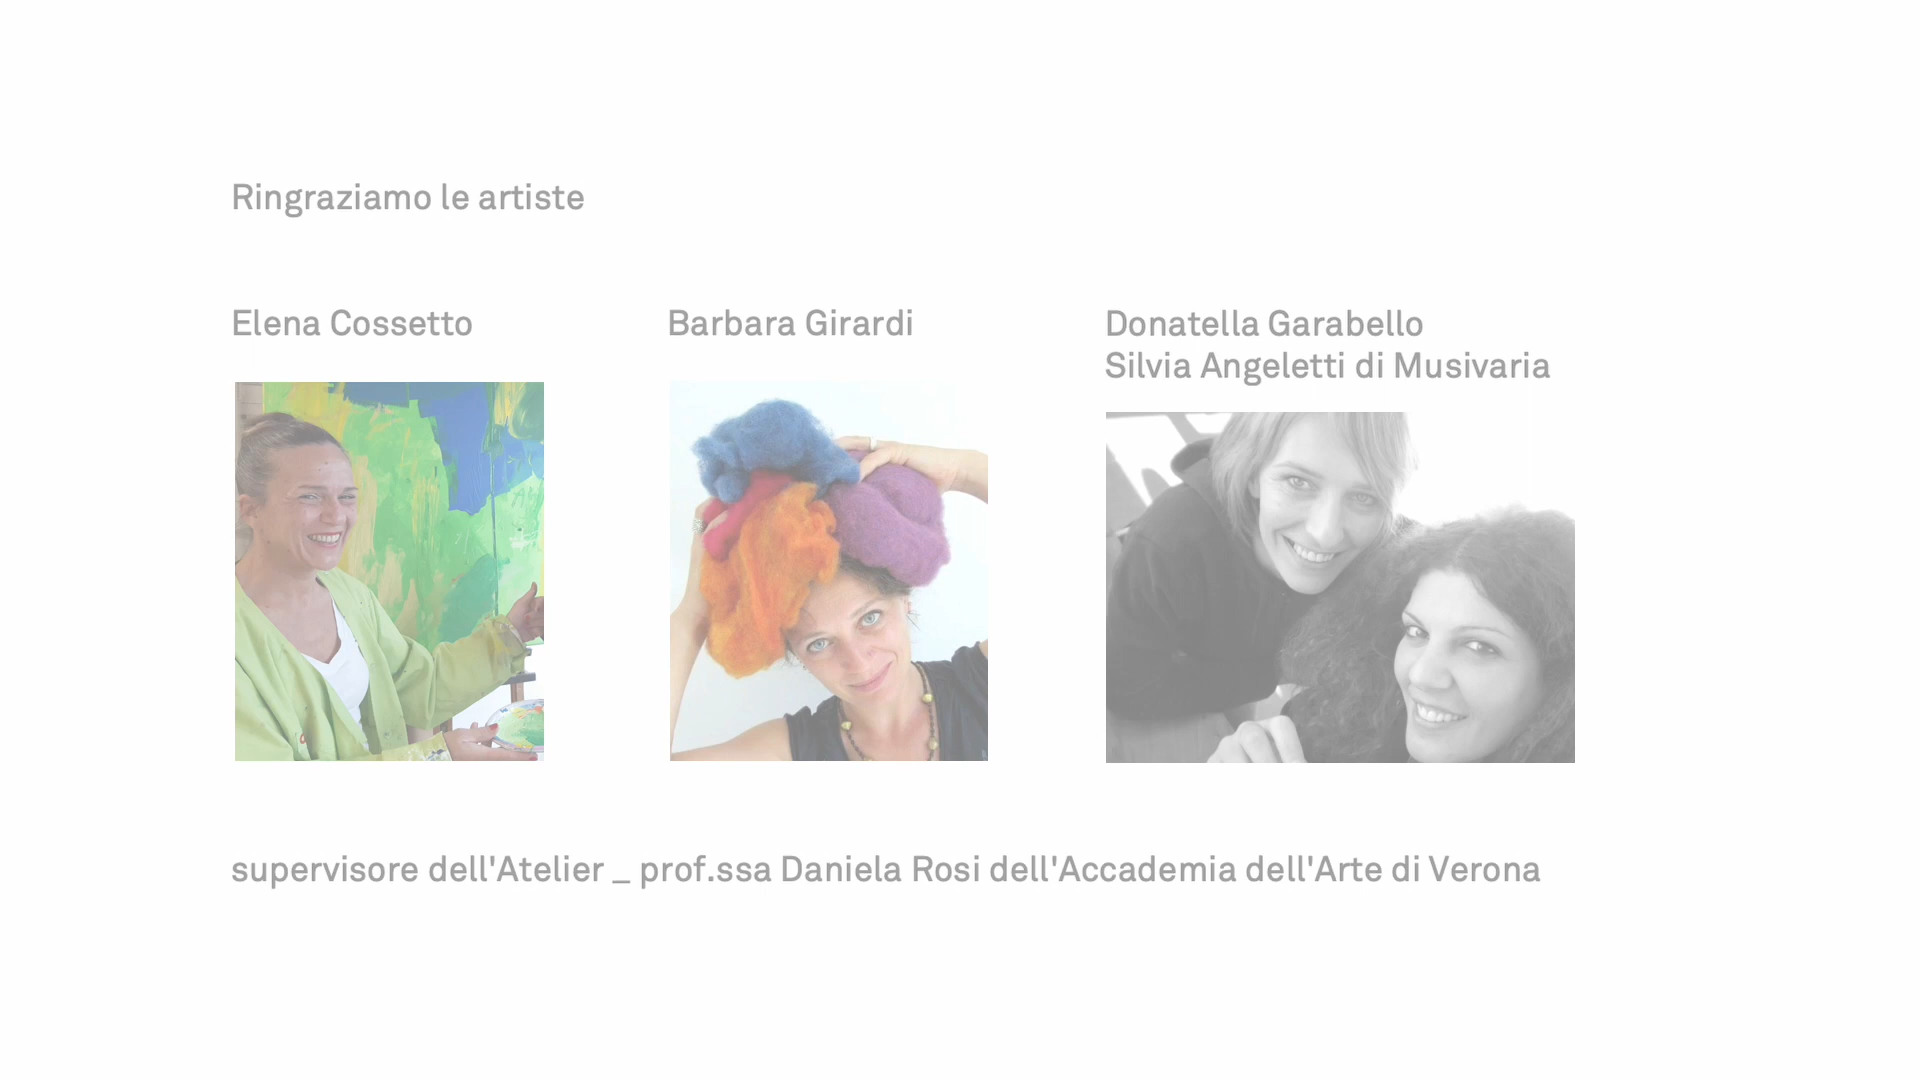 Ringraziamo le artiste
Elena Cossetto
Barbara Girardi
Donatella Garabello
Silvia Angeletti di Musivaria
supervisore dell'Atelier _ prof.ssa Daniela Rosi dell'Accademia dell'Arte di Verona